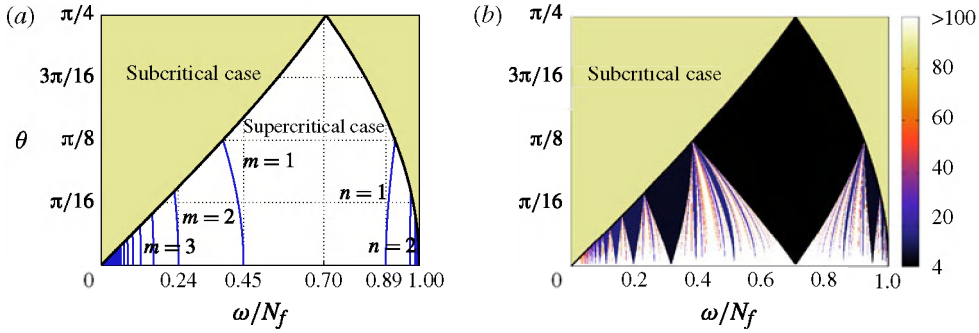 (a)
π/4
3π/16
θ
π/8
π/16
0
Subcritical case
Supercritical case
m = 1
m = 2
m = 3
n = 1
n = 2
0.24
0.45
0.70
0.89
1.00
ω/N_f
(b)
π/4
3π/16
π/8
π/16
Subcritical case
0
0.2
0.4
0.6
0.8
1.0
ω/N_f
>100
80
60
40
20
4